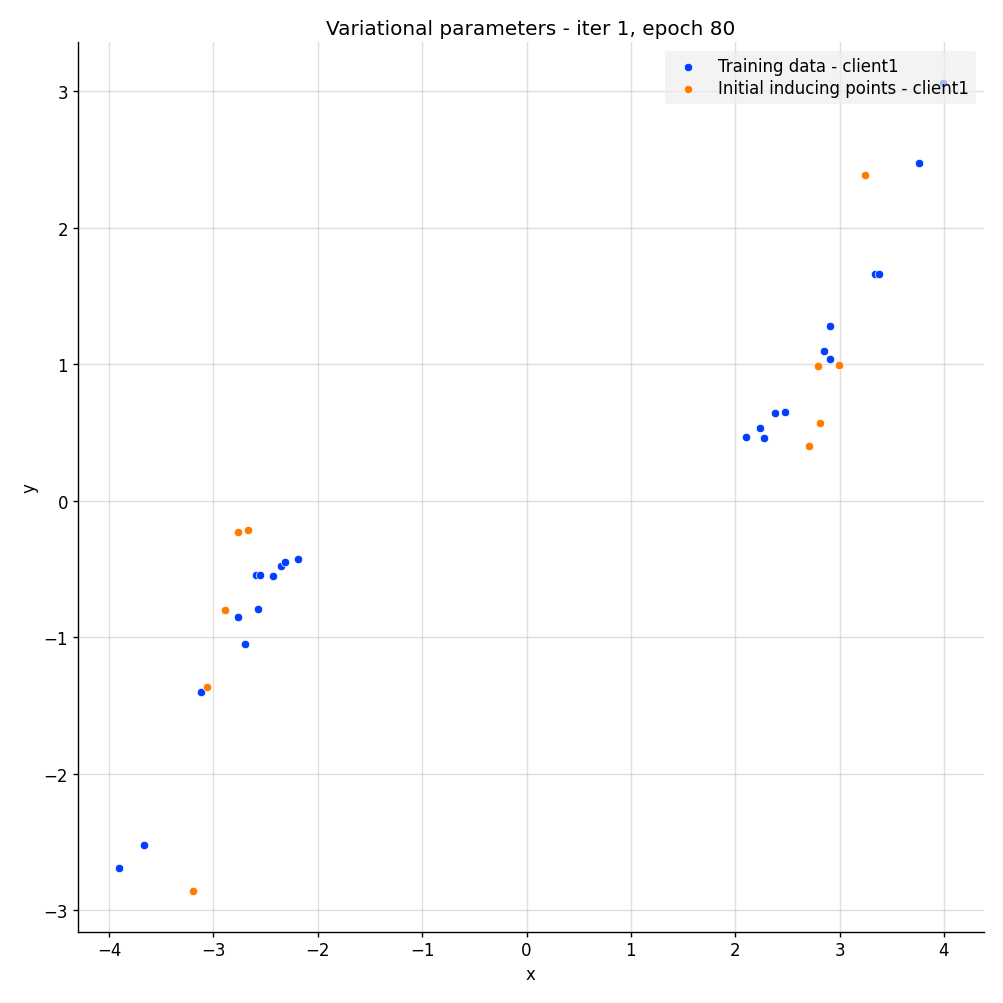 Variational parameters - iter 1, epoch 80
Training data - client1
Initial inducing points - client1
3
2
1
0
−1
−2
−3
y
−4 −3 −2 −1 0 1 2 3 4
x